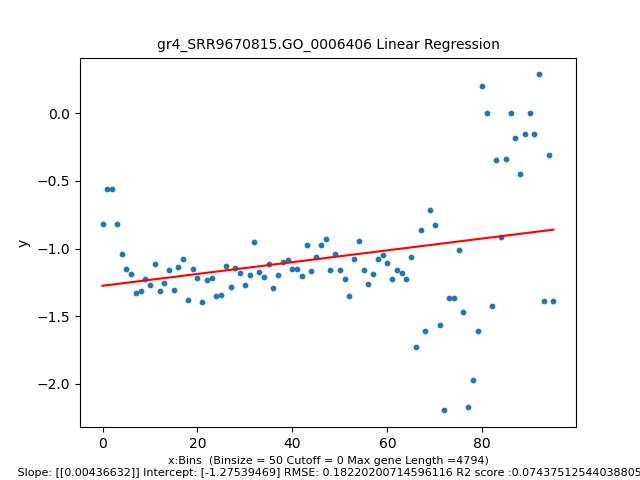 gr4_SRR9670815.GO_0006406 Linear Regression
0.0
−0.5
−1.0
−1.5
−2.0
y
0 20 40 60 80
x:Bins (Binsize = 50 Cutoff = 0 Max gene Length =4794)
Slope: [[0.00436632]] Intercept: [-1.27539469] RMSE: 0.18220200714596116 R2 score :0.07437512544038805